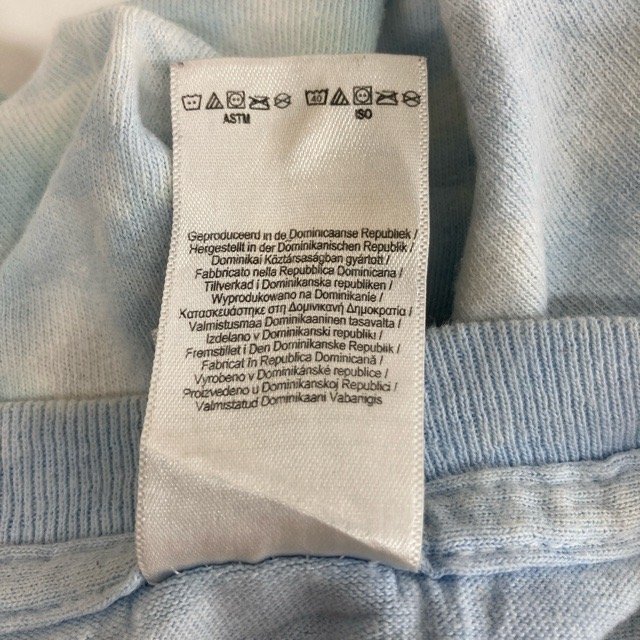 40
ASTM ISO
Geproduceerd in de Dominicaanse Republiek /
Hergestellt in der Dominikanischen Republik /
Dominikai Köztársaságban gyártott /
Fabbricato nella Repubblica Dominicana /
Tillverkad i Dominikanska republiken /
Wyprodukowano na Dominikanie /
Κατασκευάστηκε στη Δομινικανή Δημοκρατία /
Valmistusmaa Dominikaaninen tasavalta /
Izdelano v Dominikanski republiki /
Fremstillet i Den Dominikanske Republik /
Fabricat în Republica Dominicană /
Vyrobeno v Dominikánské republice /
Proizvedeno u Dominikanskoj Republici /
Valmistatud Dominikaani Vabariigis